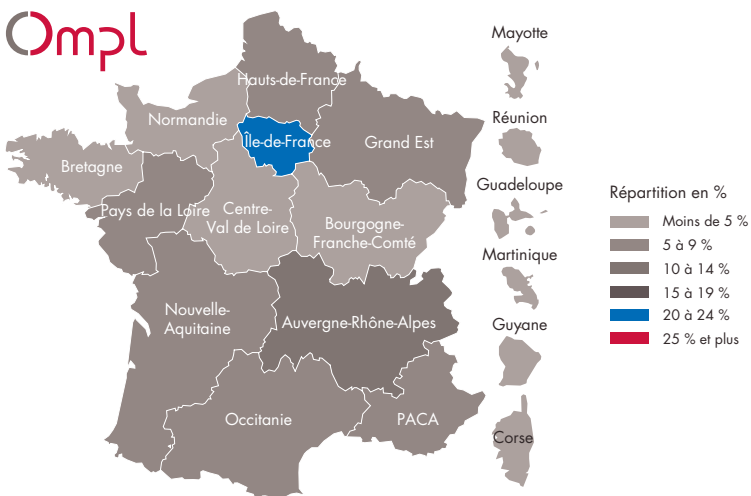 Ompl
Mayotte
Hauts-de-France
Normandie
Réunion
Île-de-France
Grand Est
Bretagne
Guadeloupe
Répartition en %
Pays de la Loire
Centre-
Val de Loire
Bourgogne-
Franche-Comté
Moins de 5 %
5 à 9 %
Martinique
10 à 14 %
15 à 19 %
Nouvelle-
Aquitaine
Auvergne-Rhône-Alpes
Guyane
20 à 24 %
25 % et plus
Occitanie
PACA
Corse